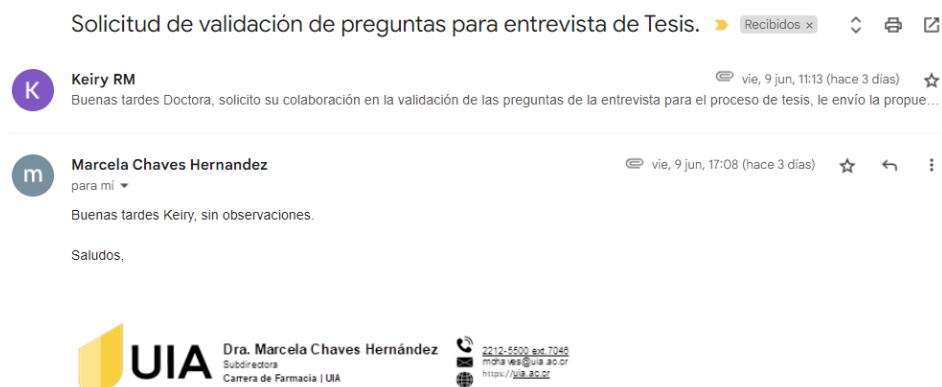 Solicitud de validación de preguntas para entrevista de Tesis. Recibidos ×
K
Keiry RM vie, 9 jun, 11:13 (hace 3 días)
Buenas tardes Doctora, solicito su colaboración en la validación de las preguntas de la entrevista para el proceso de tesis, le envío la propue...
m
Marcela Chaves Hernandez vie, 9 jun, 17:08 (hace 3 días)
para mí
Buenas tardes Keiry, sin observaciones.
Saludos,
UIA
Dra. Marcela Chaves Hernández
Subdirectora
Carrera de Farmacia | UIA
2212-5500 ext.7046
mchaves@uia.ac.cr
https://uia.ac.cr